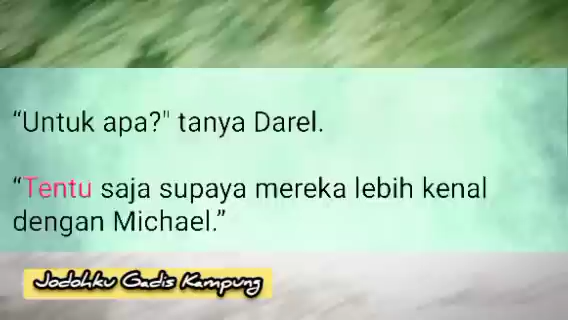 “Untuk apa?" tanya Darel.
“Tentu saja supaya mereka lebih kenal
dengan Michael.”
Jodohku Gadis Kampung